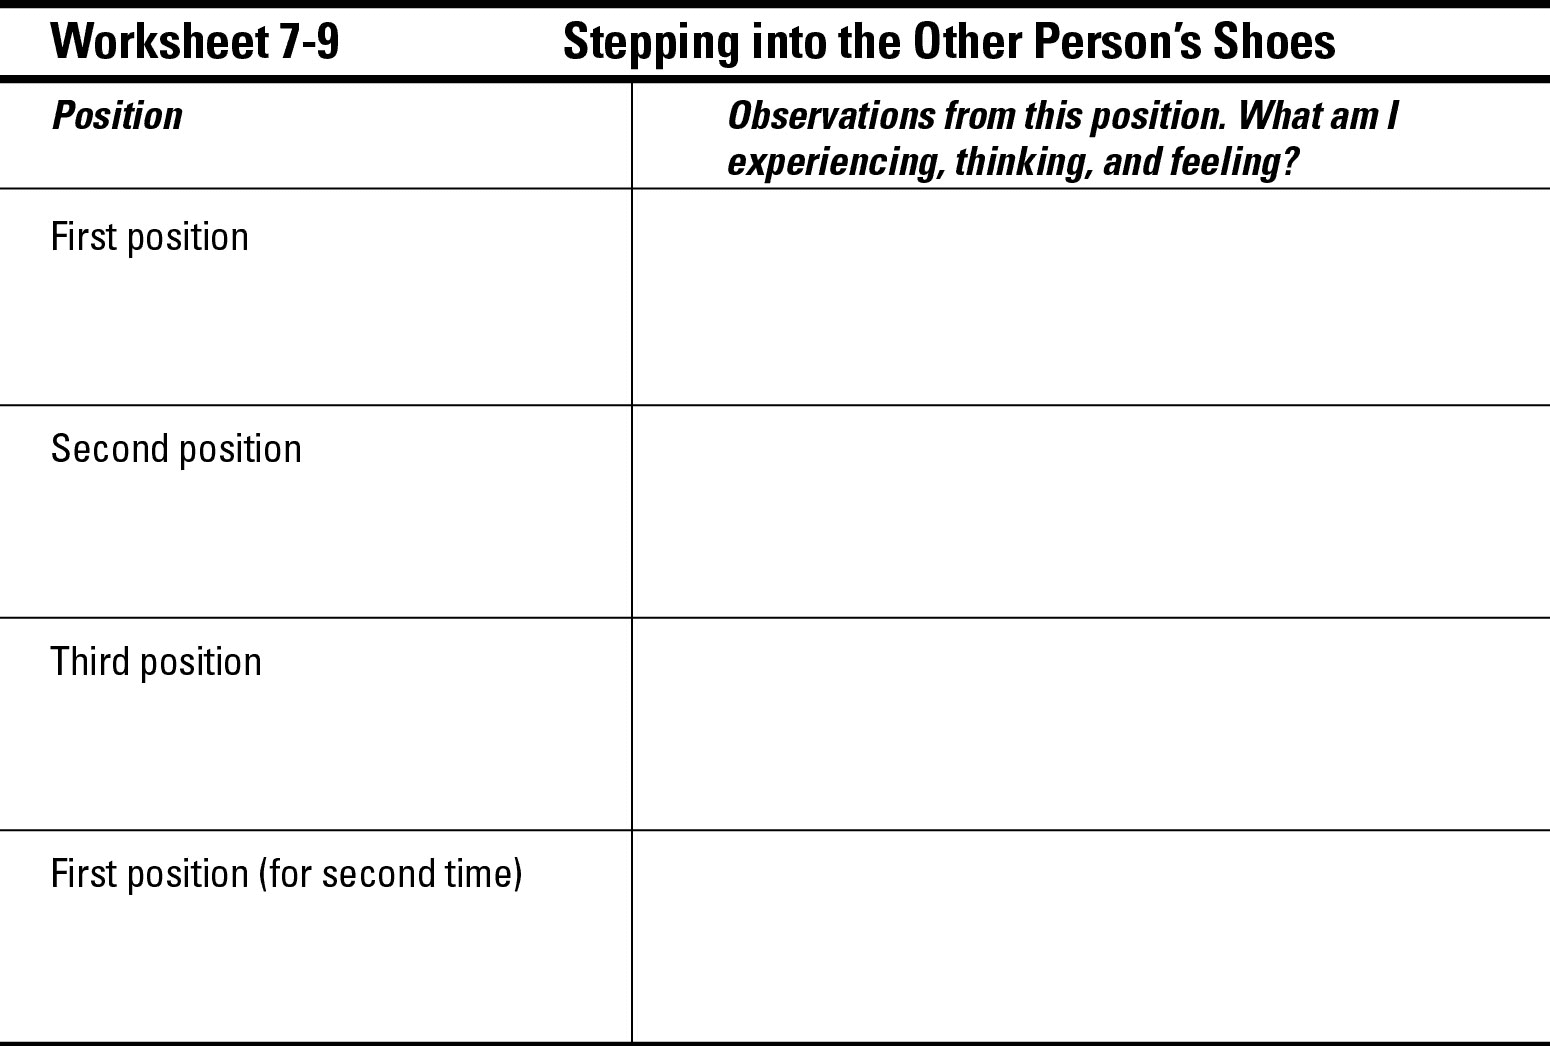 Worksheet 7-9 Stepping into the Other Person’s Shoes
Position
Observations from this position. What am I
experiencing, thinking, and feeling?
First position
Second position
Third position
First position (for second time)